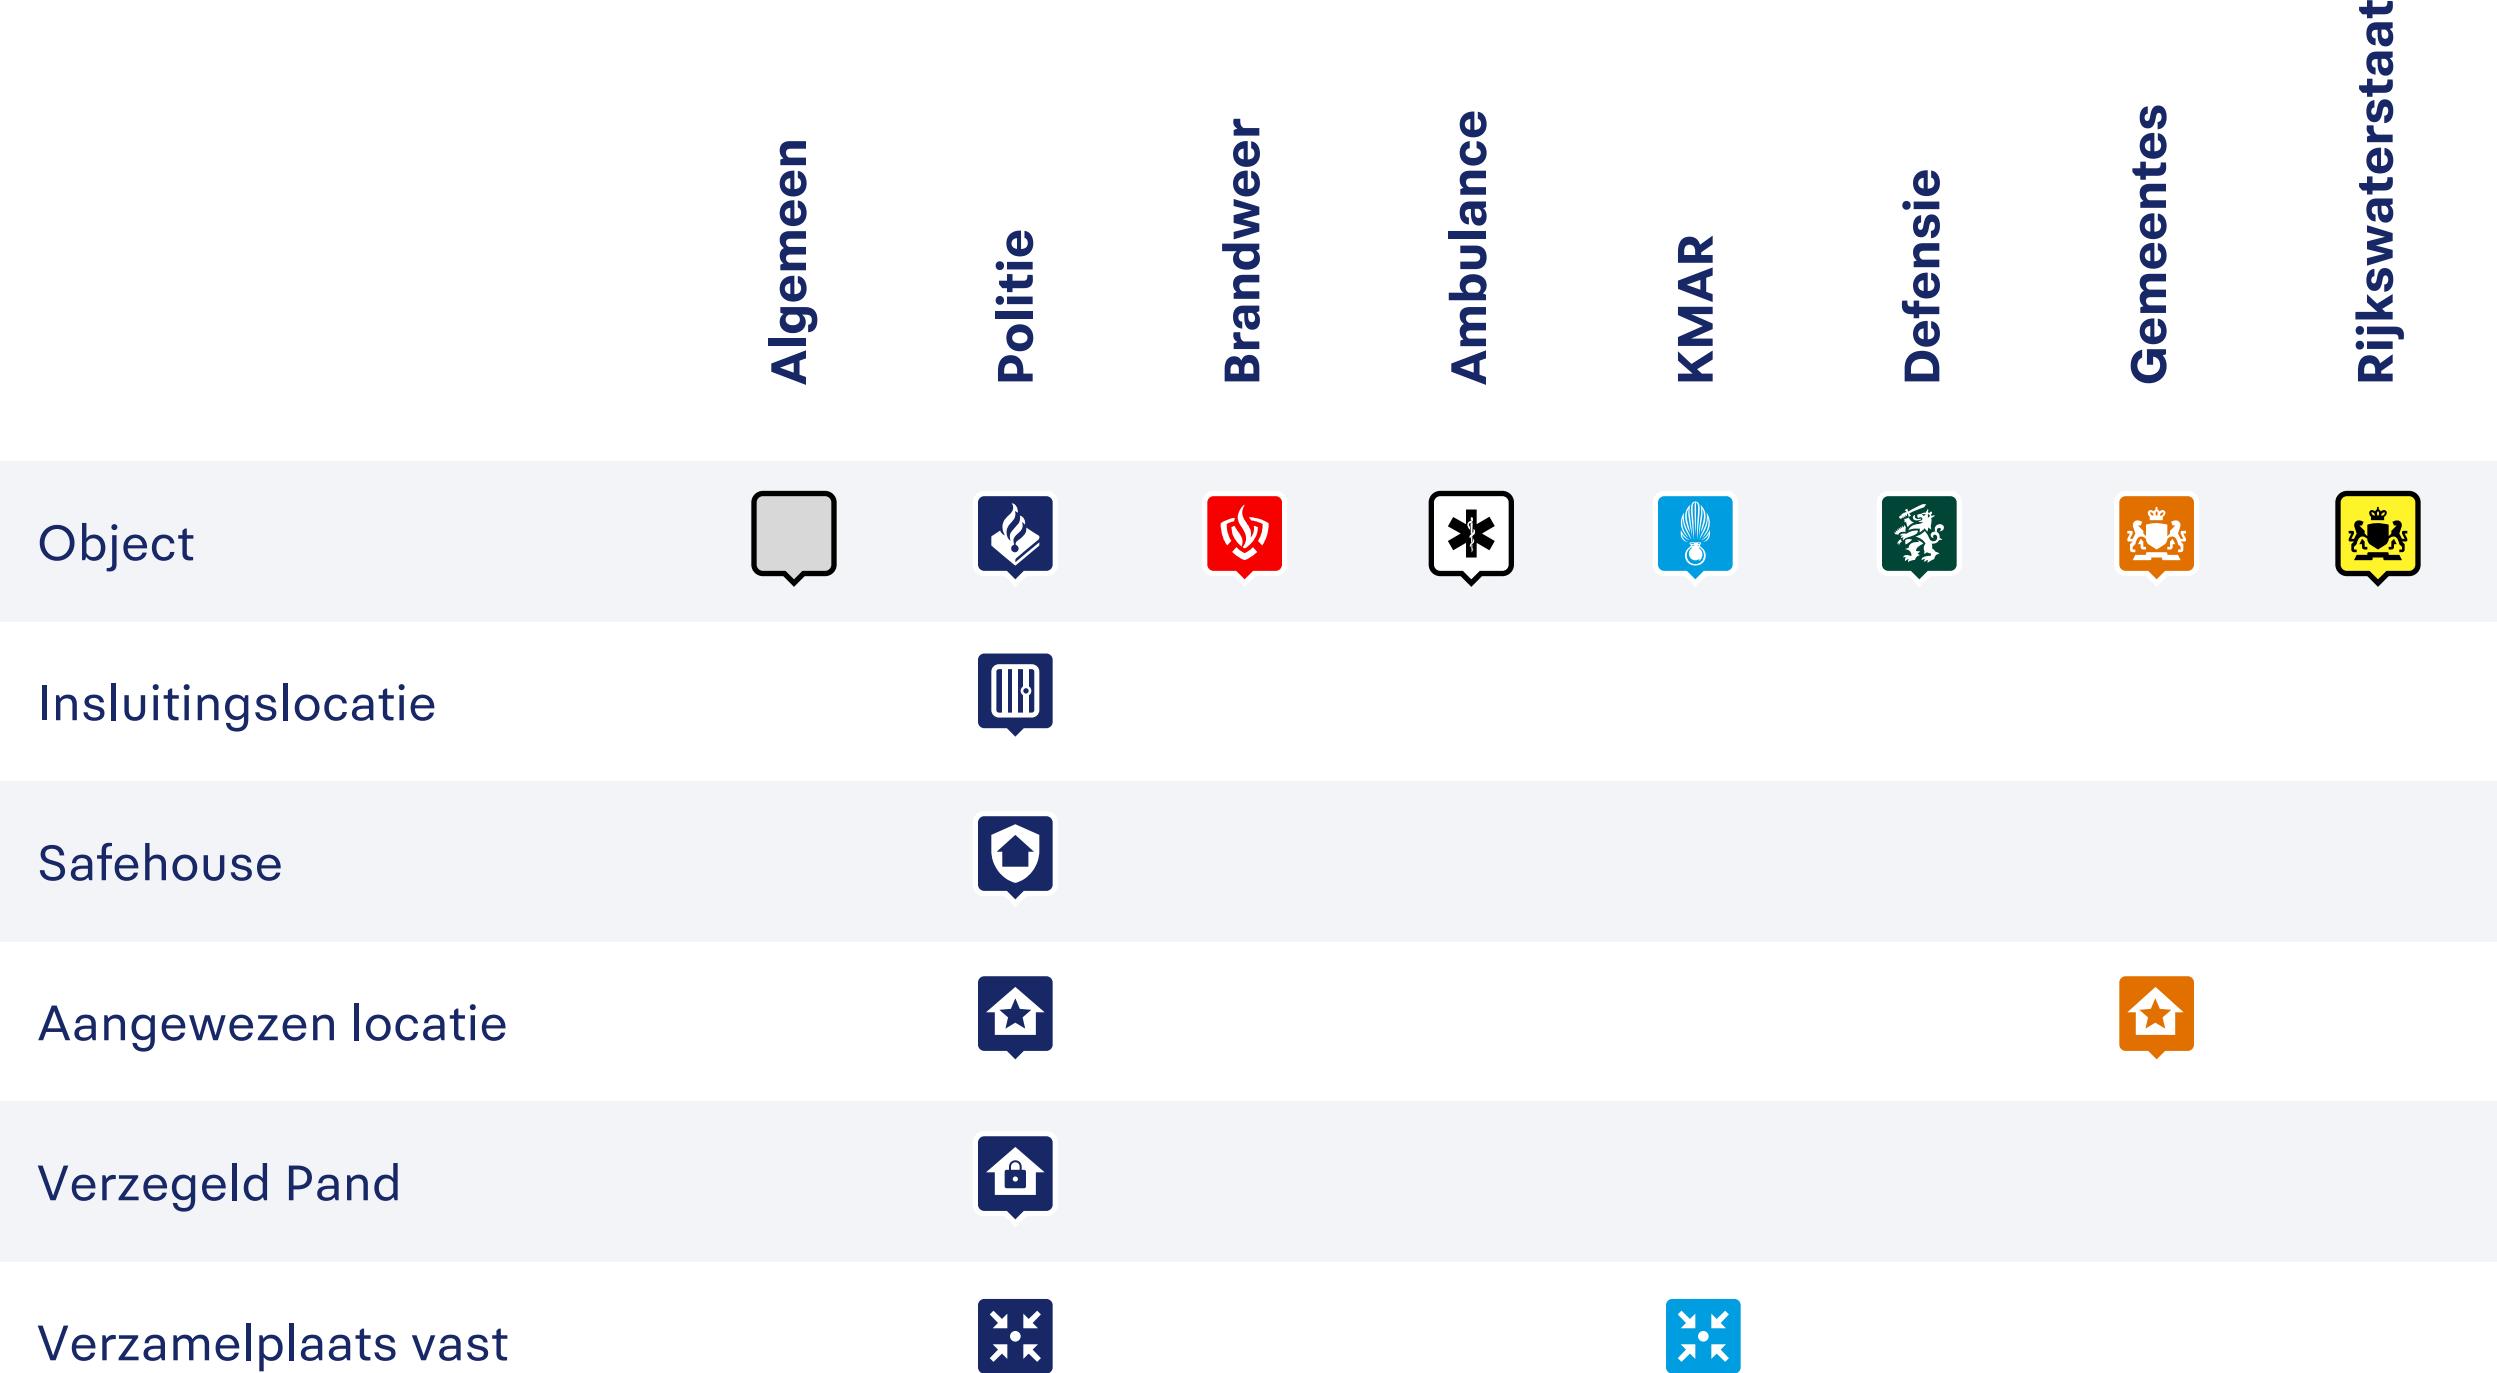 Algemeen
Politie
Brandweer
Ambulance
KMAR
Defensie
Gemeentes
Rijkswaterstaat
Object
Insluitingslocatie
Safehouse
Aangewezen locatie
Verzegeld Pand
Verzamelplaats vast